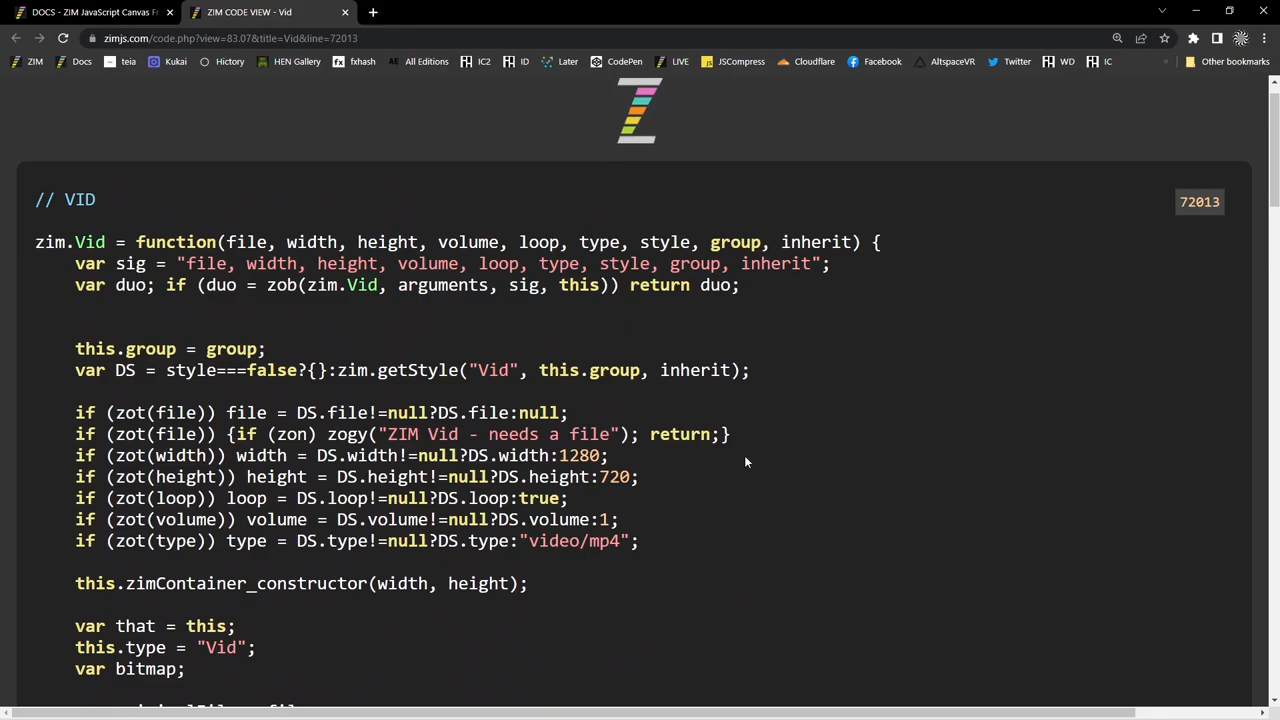 DOCS - ZIM JavaScript Canvas Fr
ZIM CODE VIEW - Vid
zimjs.com/code.php?view=83.07&title=Vid&line=72013
ZIM Docs teia Kukai Hictory HEN Gallery fxhash All Editions IC2 ID Later CodePen LIVE JSCompress Cloudflare Facebook AltspaceVR Twitter WD IC » Other bookmarks
// VID
72013
zim.Vid = function(file, width, height, volume, loop, type, style, group, inherit) {
var sig = "file, width, height, volume, loop, type, style, group, inherit";
var duo; if (duo = zob(zim.Vid, arguments, sig, this)) return duo;
this.group = group;
var DS = style===false?{}:zim.getStyle("Vid", this.group, inherit);
if (zot(file)) file = DS.file!=null?DS.file:null;
if (zot(file)) {if (zon) zogy("ZIM Vid - needs a file"); return;}
if (zot(width)) width = DS.width!=null?DS.width:1280;
if (zot(height)) height = DS.height!=null?DS.height:720;
if (zot(loop)) loop = DS.loop!=null?DS.loop:true;
if (zot(volume)) volume = DS.volume!=null?DS.volume:1;
if (zot(type)) type = DS.type!=null?DS.type:"video/mp4";
this.zimContainer_constructor(width, height);
var that = this;
this.type = "Vid";
var bitmap;